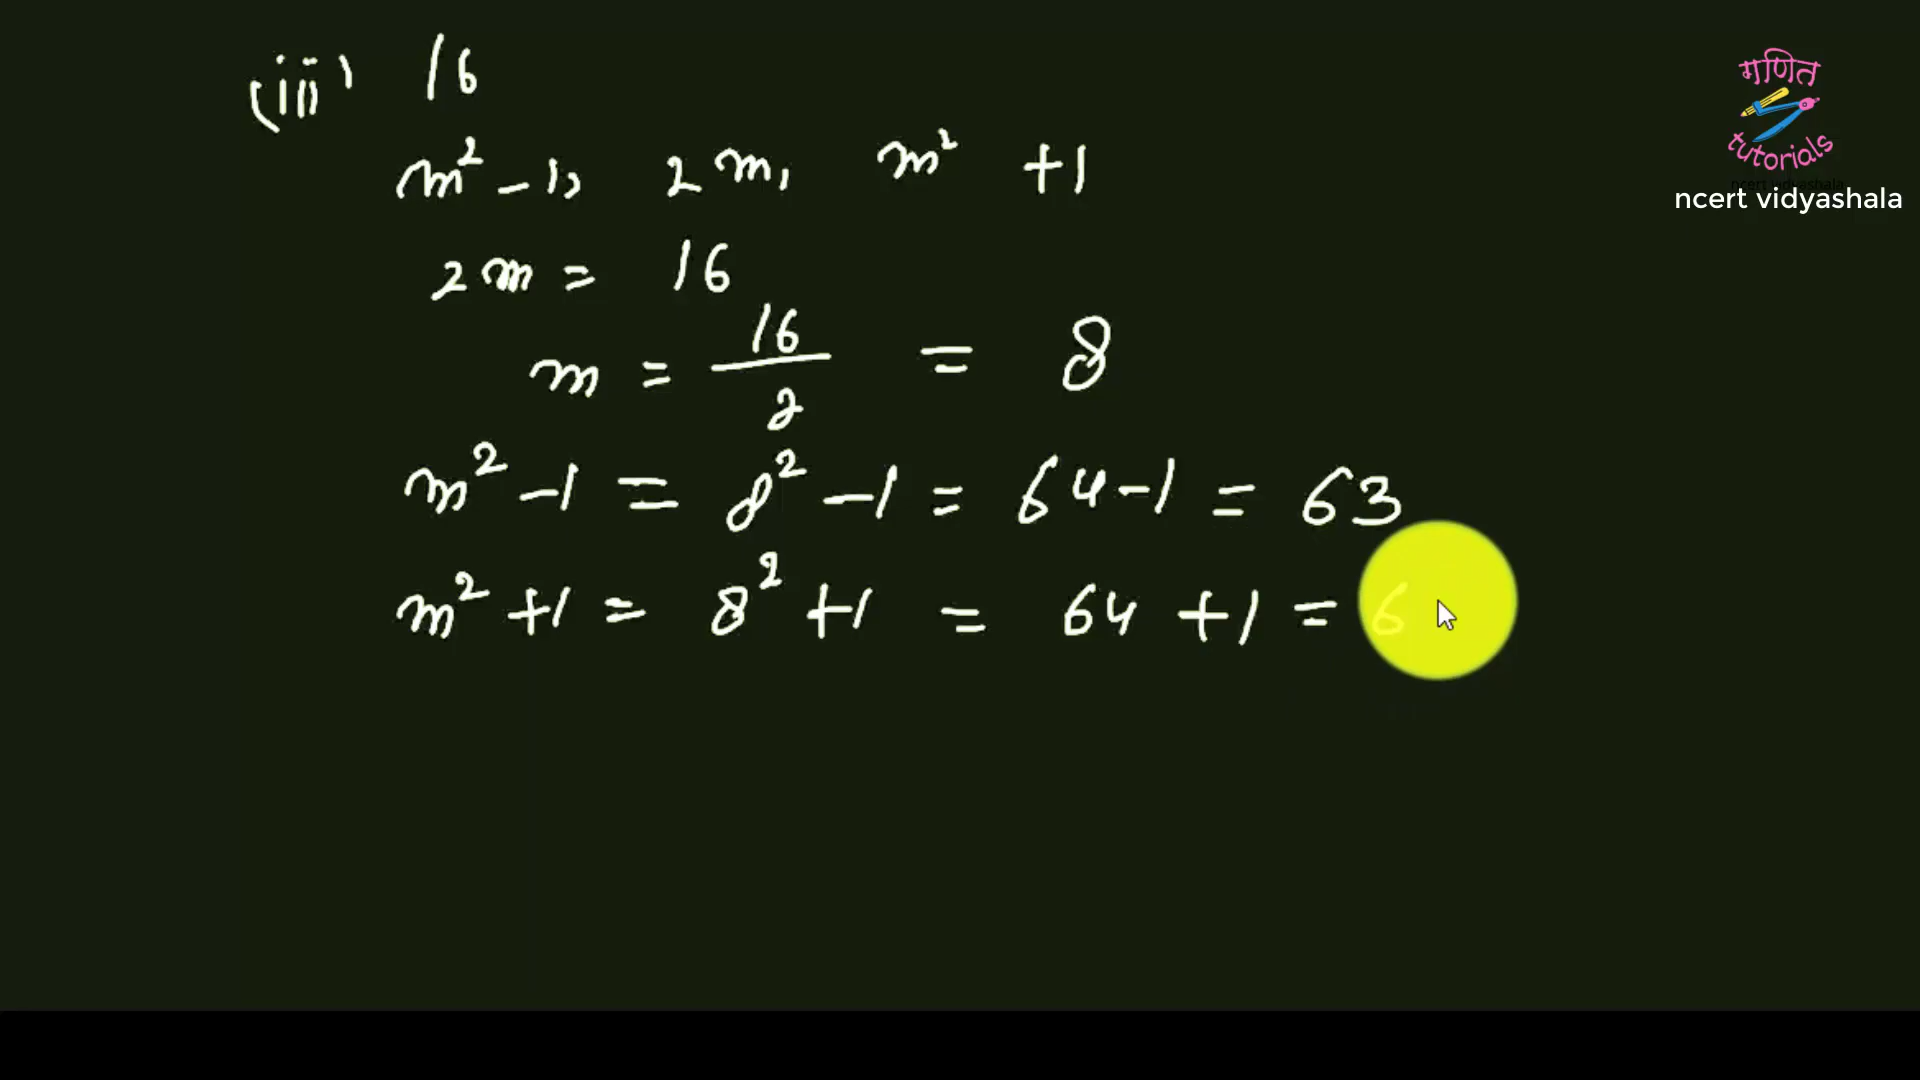 (iii) 16
m² - 1, 2m, m² + 1
2m = 16
m = 16/2 = 8
m² - 1 = 8² - 1 = 64 - 1 = 63
m² + 1 = 8² + 1 = 64 + 1 = 6
गणित
tutorials
ncert vidyashala